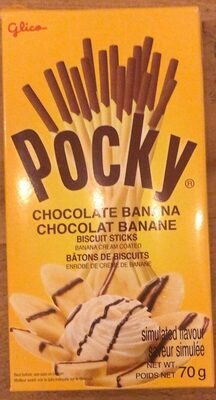 Glico
POCKY®
CHOCOLATE BANANA
CHOCOLAT BANANE
BISCUIT STICKS
BANANA CREAM COATED
BÂTONS DE BISCUITS
ENROBÉ DE CRÈME DE BANANE
simulated flavour
saveur simulée
NET WT.
POIDS NET 70 g